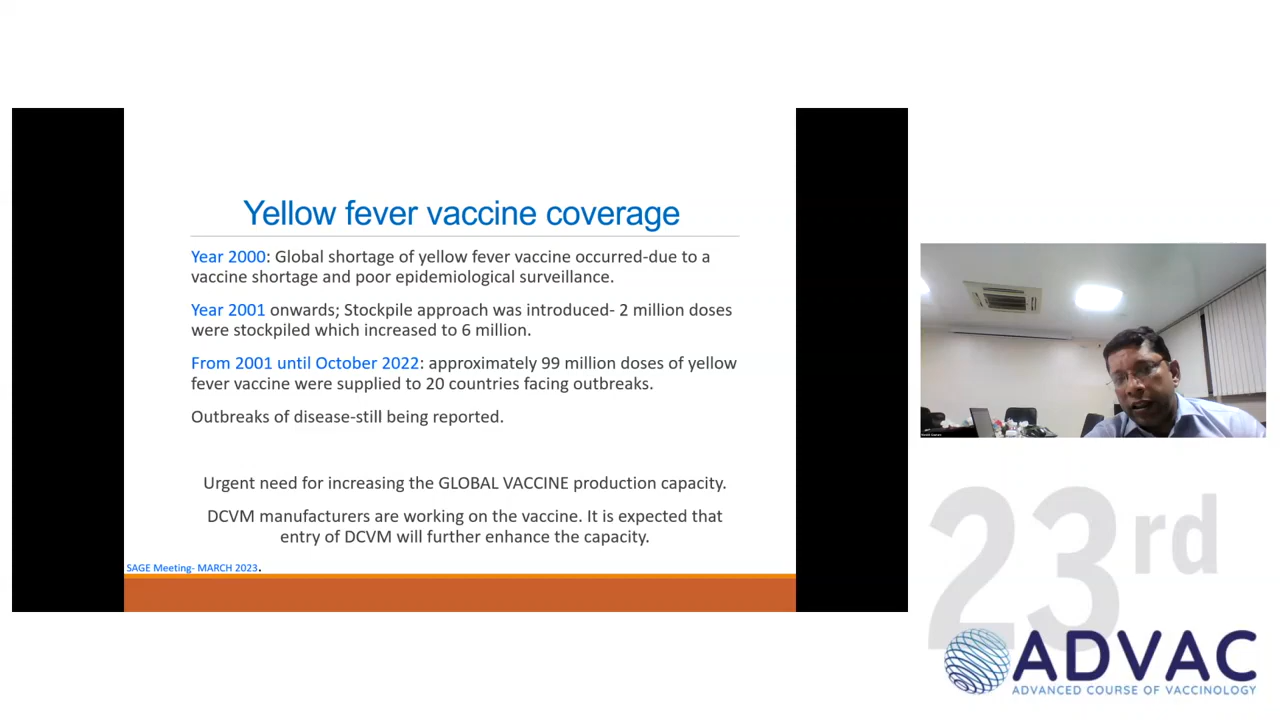 Yellow fever vaccine coverage
Year 2000: Global shortage of yellow fever vaccine occurred-due to a
vaccine shortage and poor epidemiological surveillance.
Year 2001 onwards; Stockpile approach was introduced- 2 million doses
were stockpiled which increased to 6 million.
From 2001 until October 2022: approximately 99 million doses of yellow
fever vaccine were supplied to 20 countries facing outbreaks.
Outbreaks of disease-still being reported.
Urgent need for increasing the GLOBAL VACCINE production capacity.
DCVM manufacturers are working on the vaccine. It is expected that
entry of DCVM will further enhance the capacity.
SAGE Meeting- MARCH 2023.
23rd
ADVAC
ADVANCED COURSE OF VACCINOLOGY